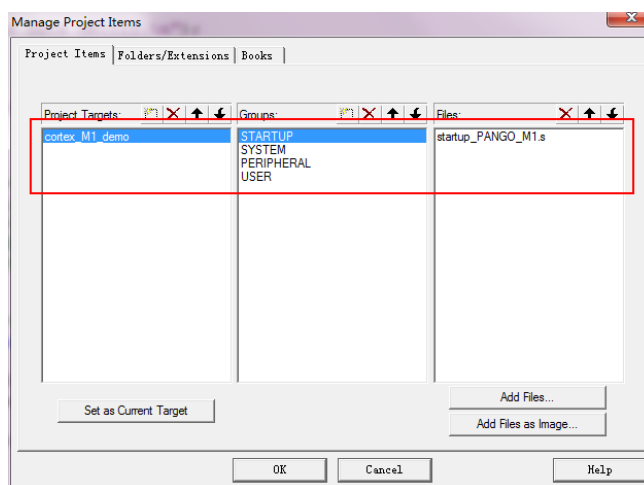 Manage Project Items
Project Items Folders/Extensions Books
Project Targets: Groups: Files:
cortex_M1_demo STARTUP startup_PANGO_M1.s
SYSTEM
PERIPHERAL
USER
Set as Current Target
Add Files...
Add Files as Image...
OK Cancel Help